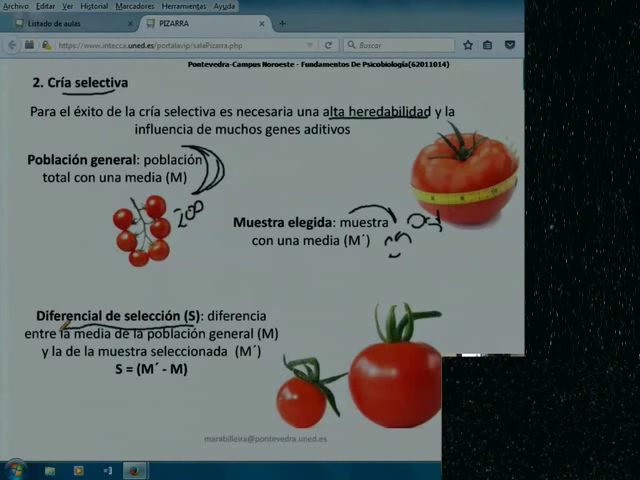 Archivo Editar Ver Historial Marcadores Herramientas Ayuda
Listado de aulas
PIZARRA
https://www.intecca.uned.es/portalavip/salaPizarra.php
Buscar
Pontevedra-Campus Noroeste - Fundamentos De Psicobiología(62011014)
2. Cría selectiva
Para el éxito de la cría selectiva es necesaria una alta heredabilidad y la
influencia de muchos genes aditivos
Población general: población
total con una media (M)
200
Muestra elegida: muestra
con una media (M´)
Diferencial de selección (S): diferencia
entre la media de la población general (M)
y la de la muestra seleccionada (M´)
S = (M´ - M)
marabilleira@pontevedra.uned.es